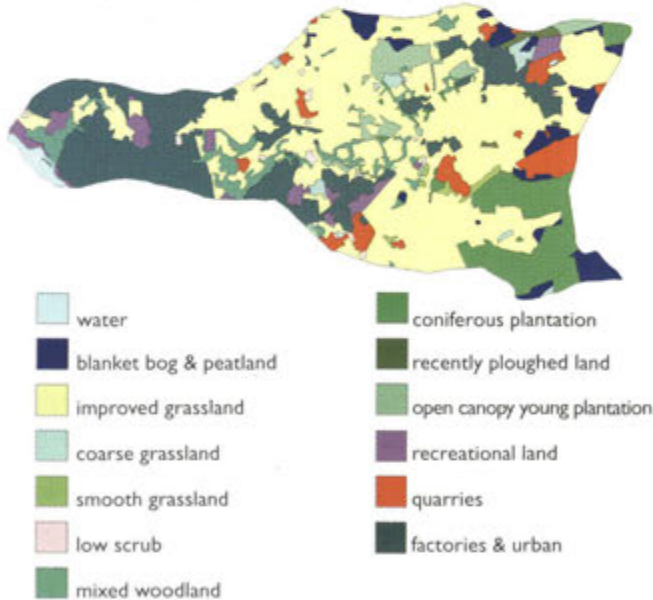 water
blanket bog & peatland
improved grassland
coarse grassland
smooth grassland
low scrub
mixed woodland
coniferous plantation
recently ploughed land
open canopy young plantation
recreational land
quarries
factories & urban